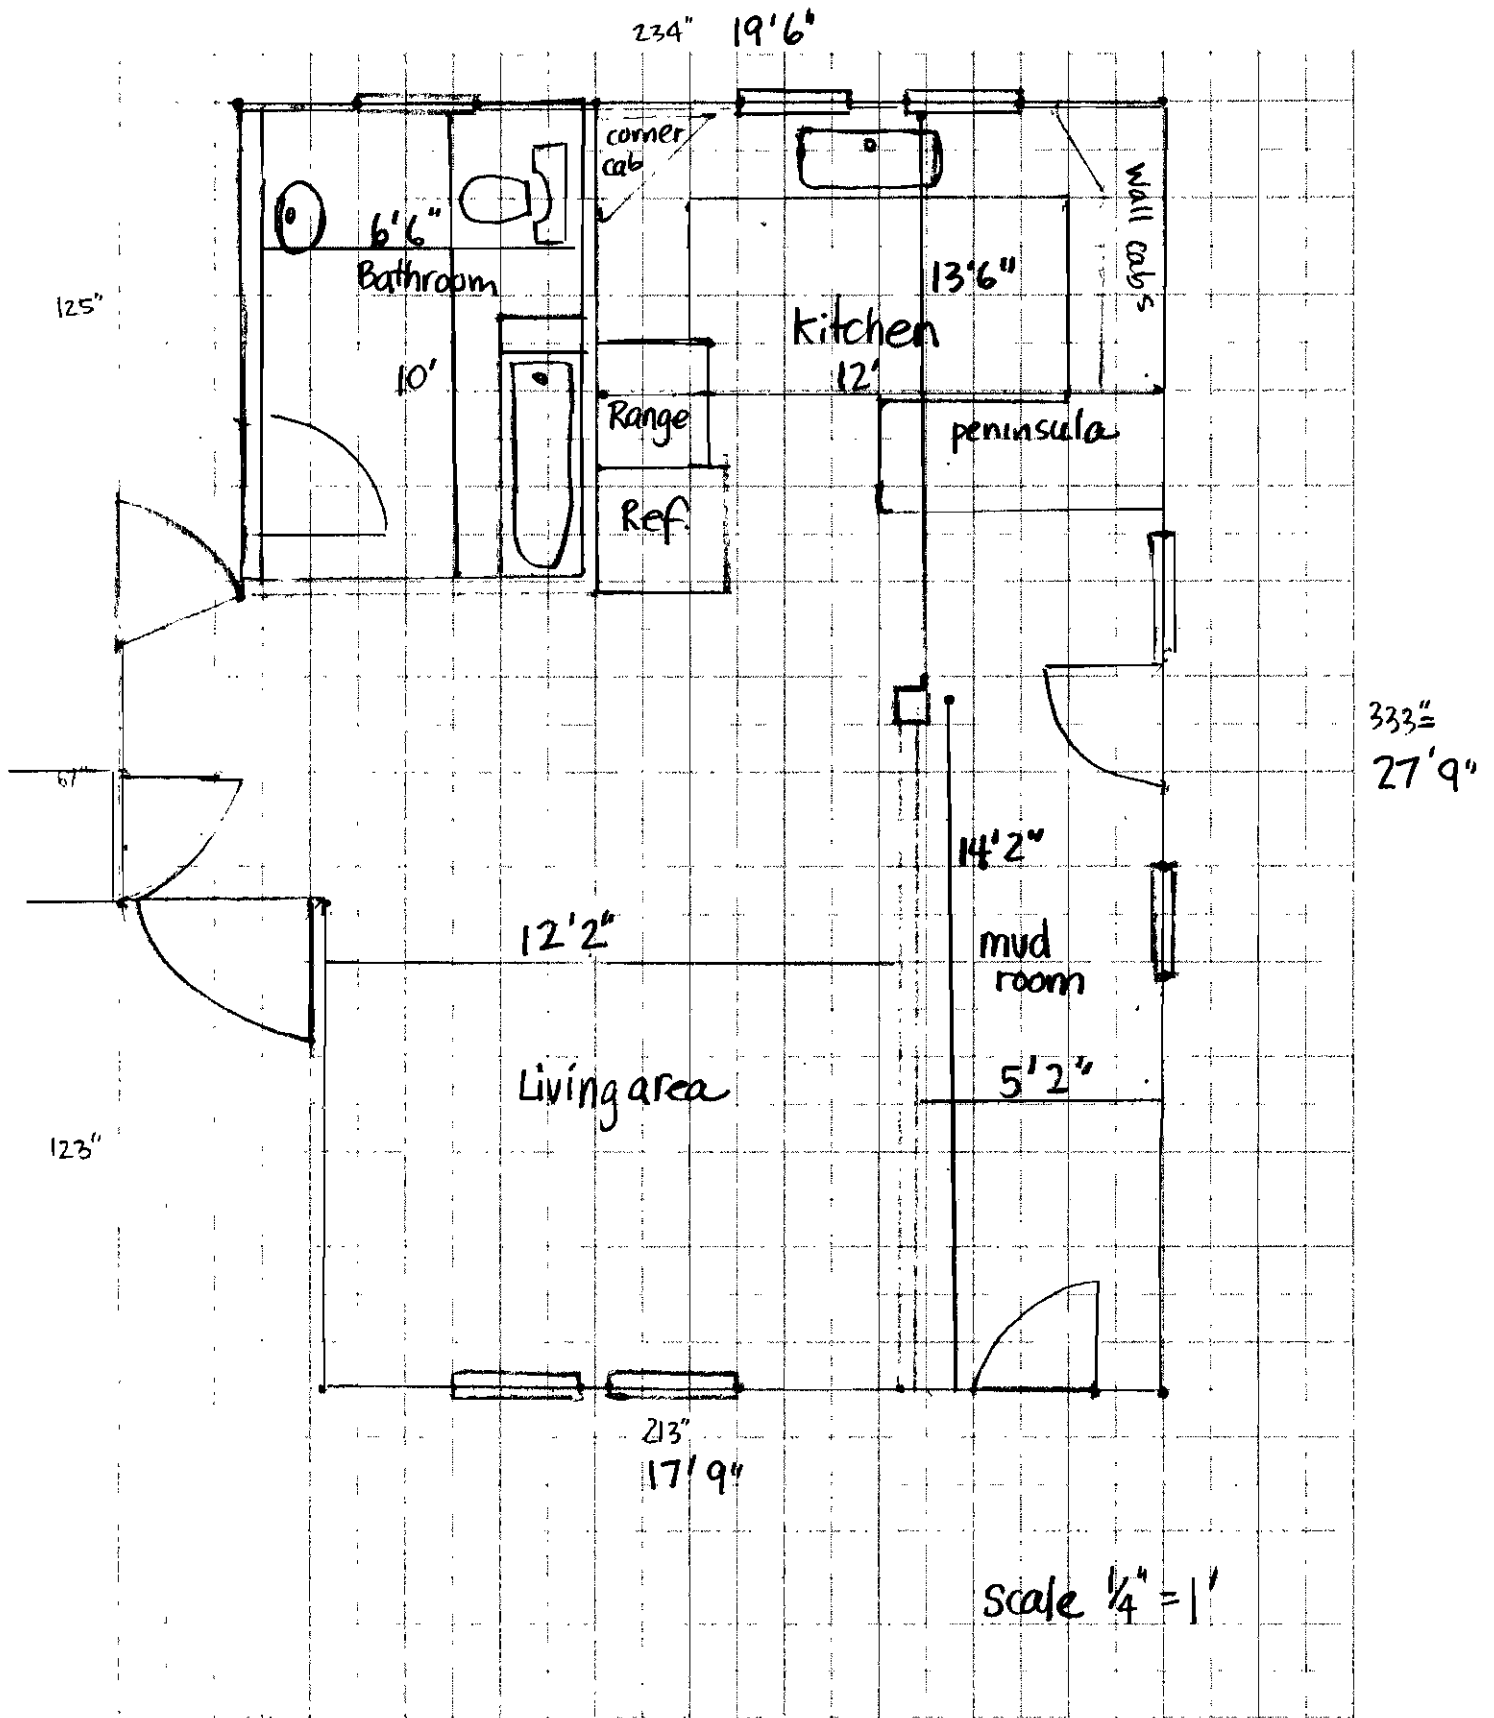 234" 19'6"
corner
cab
wall cabs
6'6"
Bathroom
125"
13'6"
kitchen
10'
12'
Range
peninsula
Ref.
333"=
27'9"
67"
14'2"
12'2"
mud
room
5'2"
Living area
123"
213"
17'9"
Scale 1/4" = 1'